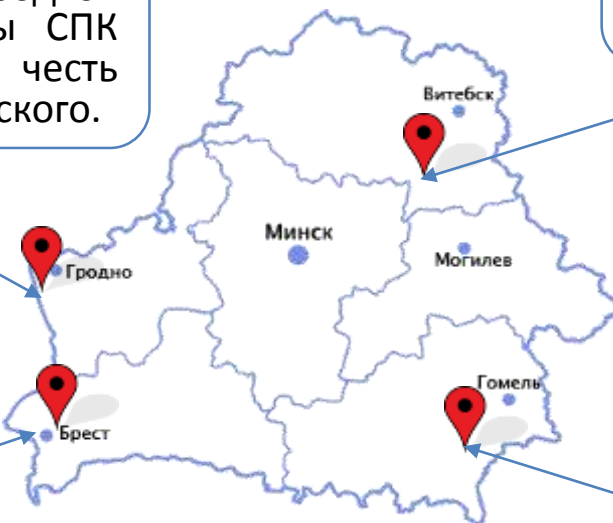 ы СПК
честь
ского.
Витебск
Минск
Могилев
Гродно
Гомель
Брест